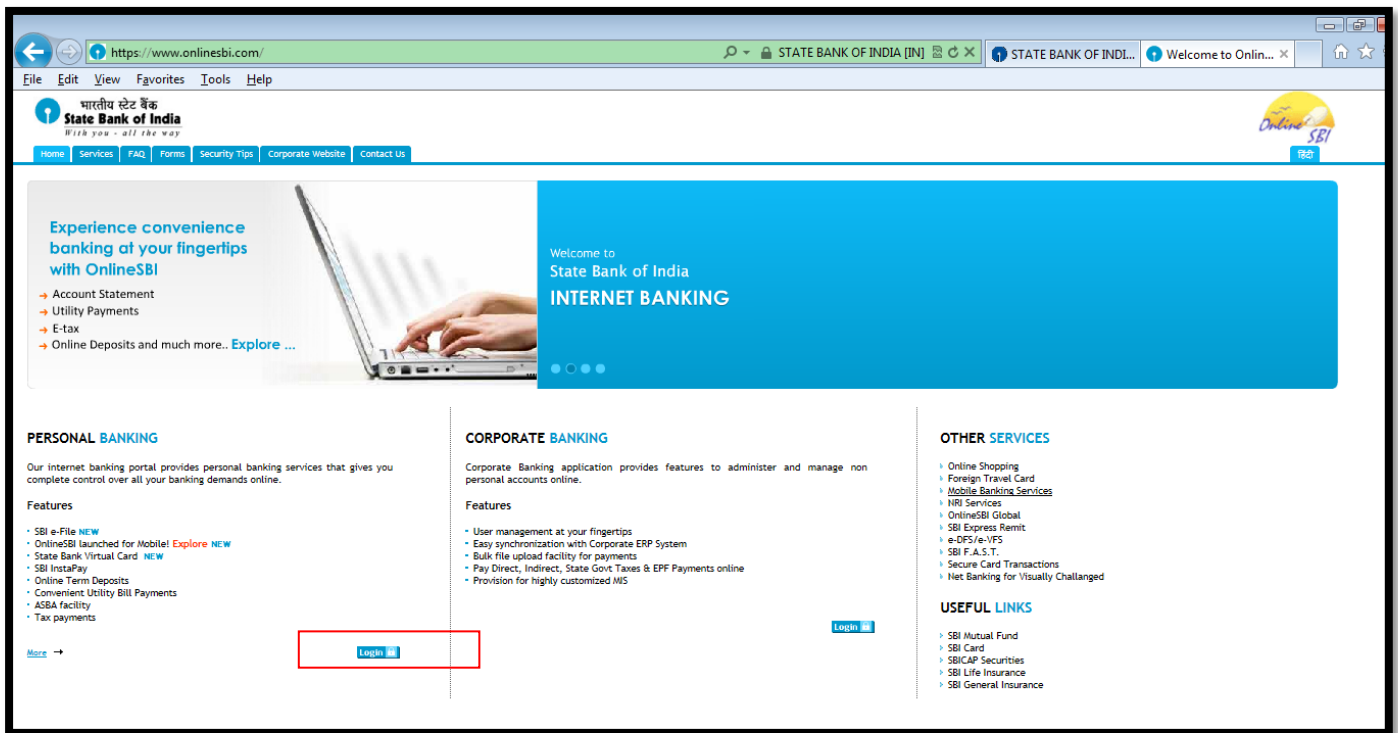 https://www.onlinesbi.com/
STATE BANK OF INDIA [IN]
STATE BANK OF INDI...
Welcome to Onlin...
File Edit View Favorites Tools Help
भारतीय स्टेट बैंक
State Bank of India
With you - all the way
Online SBI
Home Services FAQ Forms Security Tips Corporate Website Contact Us
हिंदी
Experience convenience
banking at your fingertips
with OnlineSBI
Account Statement
Utility Payments
E-tax
Online Deposits and much more.. Explore ...
Welcome to
State Bank of India
INTERNET BANKING
PERSONAL BANKING
Our internet banking portal provides personal banking services that gives you
complete control over all your banking demands online.
Features
SBI e-File NEW
OnlineSBI launched for Mobile! Explore NEW
State Bank Virtual Card NEW
SBI InstaPay
Online Term Deposits
Convenient Utility Bill Payments
ASBA facility
Tax payments
More
Login
CORPORATE BANKING
Corporate Banking application provides features to administer and manage non
personal accounts online.
Features
User management at your fingertips
Easy synchronization with Corporate ERP System
Bulk file upload facility for payments
Pay Direct, Indirect, State Govt Taxes & EPF Payments online
Provision for highly customized MIS
Login
OTHER SERVICES
Online Shopping
Foreign Travel Card
Mobile Banking Services
NRI Services
OnlineSBI Global
SBI Express Remit
e-DFS/e-VFS
SBI F.A.S.T.
Secure Card Transactions
Net Banking for Visually Challanged
USEFUL LINKS
SBI Mutual Fund
SBI Card
SBICAP Securities
SBI Life Insurance
SBI General Insurance